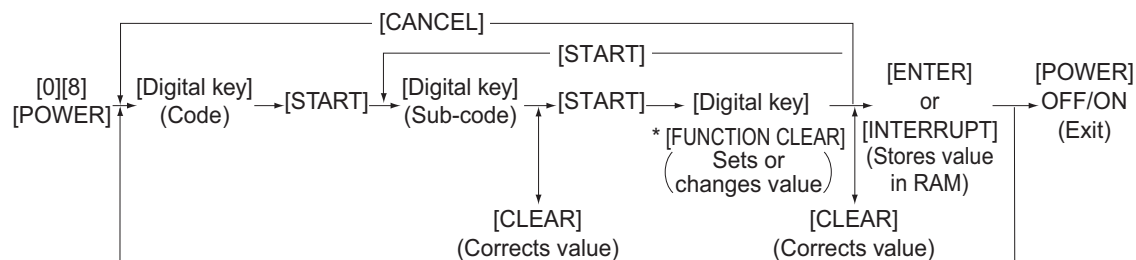 [CANCEL]
[START]
[0][8]
[POWER]
[Digital key]
(Code)
[START]
[Digital key]
(Sub-code)
[START]
[Digital key]
* [FUNCTION CLEAR]
(Sets or
changes value)
[ENTER]
or
[INTERRUPT]
(Stores value
in RAM)
[POWER]
OFF/ON
(Exit)
[CLEAR]
(Corrects value)
[CLEAR]
(Corrects value)